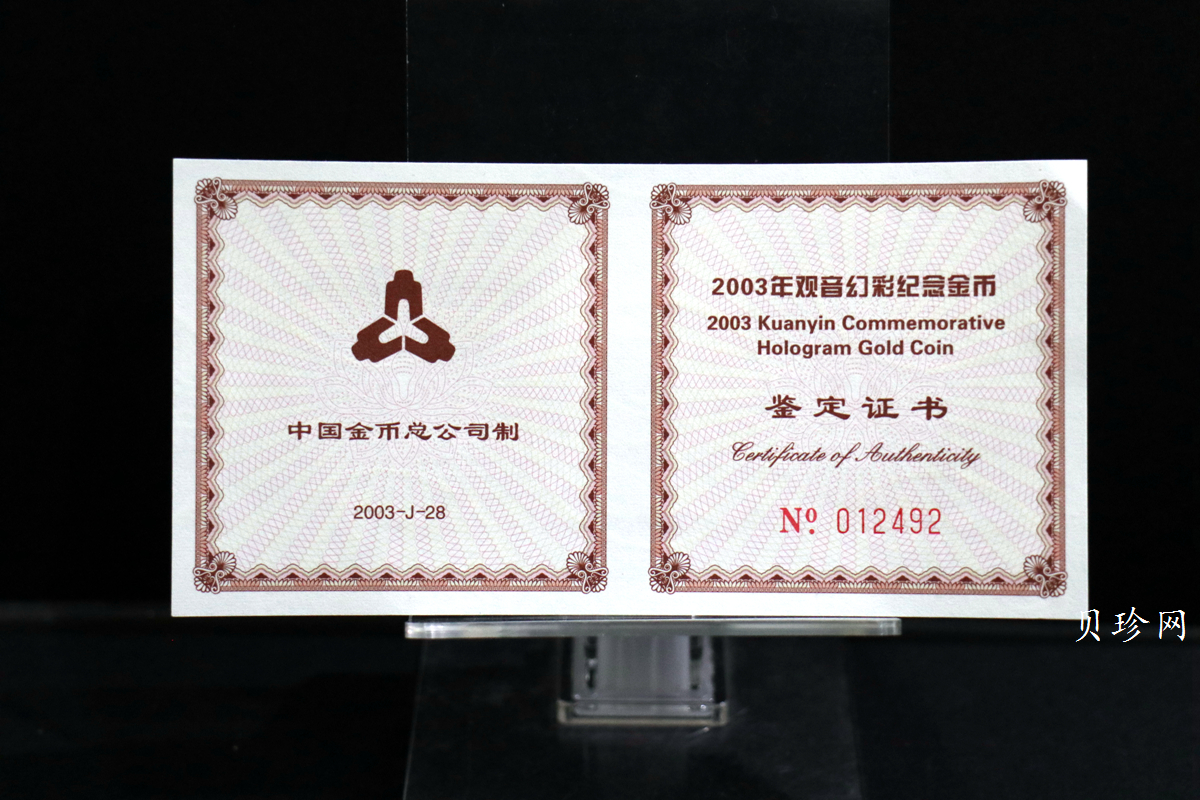 中国金币总公司制
2003-J-28
2003年观音幻彩纪念金币
2003 Kuanyin Commemorative
Hologram Gold Coin
鉴定证书
Certificate of Authenticity
Nº. 012492
贝珍网